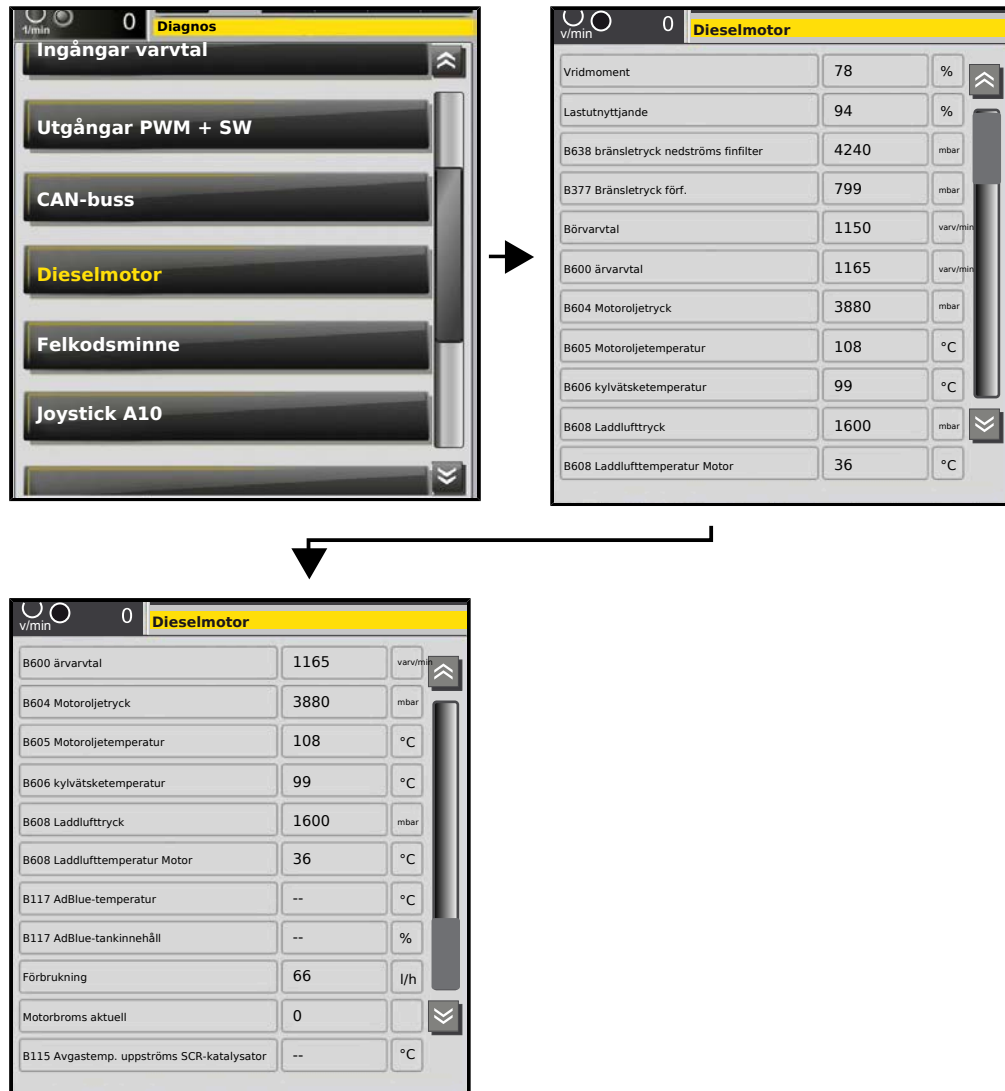 1/min 0 Diagnos
Ingångar varvtal
Utgångar PWM + SW
CAN-buss
Dieselmotor
Felkodsminne
Joystick A10
v/min 0 Dieselmotor
Vridmoment 78 %
Lastutnyttjande 94 %
B638 bränsletryck nedströms finfilter 4240 mbar
B377 Bränsletryck förf. 799 mbar
Börvarvtal 1150 varv/min
B600 ärvarvtal 1165 varv/min
B604 Motoroljetryck 3880 mbar
B605 Motoroljetemperatur 108 °C
B606 kylvätsketemperatur 99 °C
B608 Laddlufttryck 1600 mbar
B608 Laddlufttemperatur Motor 36 °C
v/min 0 Dieselmotor
B600 ärvarvtal 1165 varv/min
B604 Motoroljetryck 3880 mbar
B605 Motoroljetemperatur 108 °C
B606 kylvätsketemperatur 99 °C
B608 Laddlufttryck 1600 mbar
B608 Laddlufttemperatur Motor 36 °C
B117 AdBlue-temperatur -- °C
B117 AdBlue-tankinnehåll -- %
Förbrukning 66 l/h
Motorbroms aktuell 0
B115 Avgastemp. uppströms SCR-katalysator -- °C